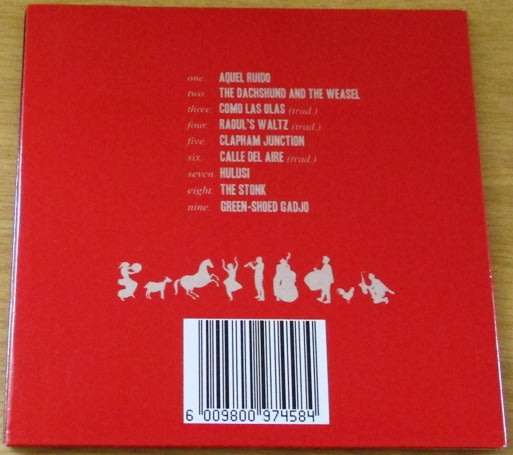 one. AQUEL RUIDO
two. THE DACHSHUND AND THE WEASEL
three. COMO LAS OLAS (trad.)
four. RAOUL'S WALTZ (trad.)
five. CLAPHAM JUNCTION
six. CALLE DEL AIRE (trad.)
seven HULUSI
eight. THE STONK
nine. GREEN-SHOED GADJO
6 009800 974584